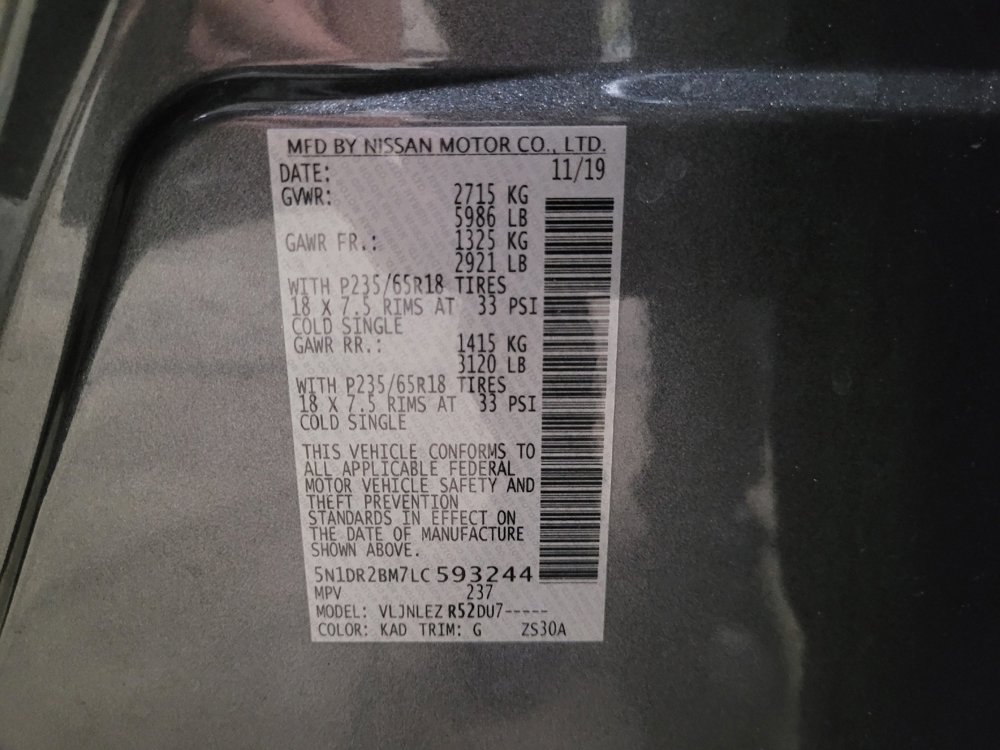 MFD BY NISSAN MOTOR CO., LTD.
DATE: 11/19
GVWR: 2715 KG
5986 LB
GAWR FR.: 1325 KG
2921 LB
WITH P235/65R18 TIRES
18 X 7.5 RIMS AT 33 PSI
COLD SINGLE
GAWR RR.: 1415 KG
3120 LB
WITH P235/65R18 TIRES
18 X 7.5 RIMS AT 33 PSI
COLD SINGLE
THIS VEHICLE CONFORMS TO
ALL APPLICABLE FEDERAL
MOTOR VEHICLE SAFETY AND
THEFT PREVENTION
STANDARDS IN EFFECT ON
THE DATE OF MANUFACTURE
SHOWN ABOVE.
5N1DR2BM7LC593244
MPV 237
MODEL: VLJNLEZ R52DU7-----
COLOR: KAD TRIM: G ZS30A